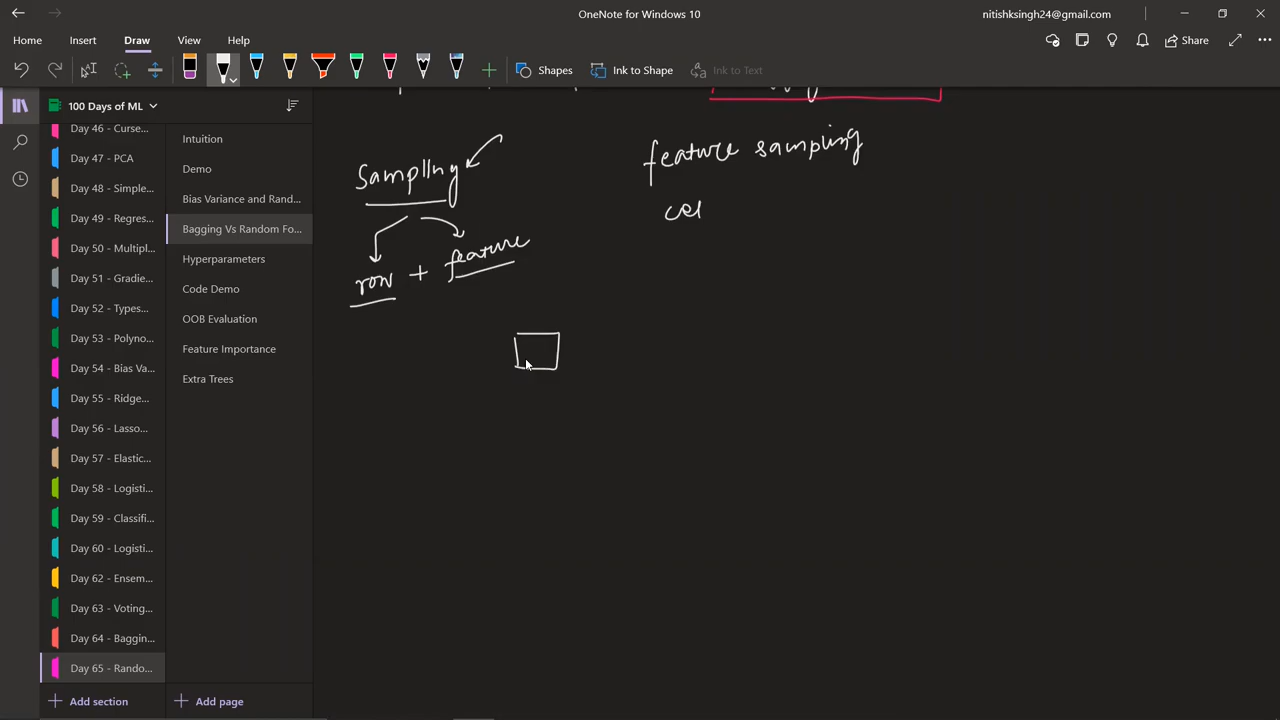 OneNote for Windows 10
nitishksingh24@gmail.com
Home
Insert
Draw
View
Help
Share
Shapes
Ink to Shape
Ink to Text
100 Days of ML
Day 46 - Curse...
Day 47 - PCA
Day 48 - Simple...
Day 49 - Regres...
Day 50 - Multipl...
Day 51 - Gradie...
Day 52 - Types...
Day 53 - Polyno...
Day 54 - Bias Va...
Day 55 - Ridge...
Day 56 - Lasso...
Day 57 - Elastic...
Day 58 - Logisti...
Day 59 - Classifi...
Day 60 - Logisti...
Day 62 - Ensem...
Day 63 - Voting...
Day 64 - Baggin...
Day 65 - Rando...
Add section
Intuition
Demo
Bias Variance and Rand...
Bagging Vs Random Fo...
Hyperparameters
Code Demo
OOB Evaluation
Feature Importance
Extra Trees
Add page
Sampling
row + feature
feature sampling
col